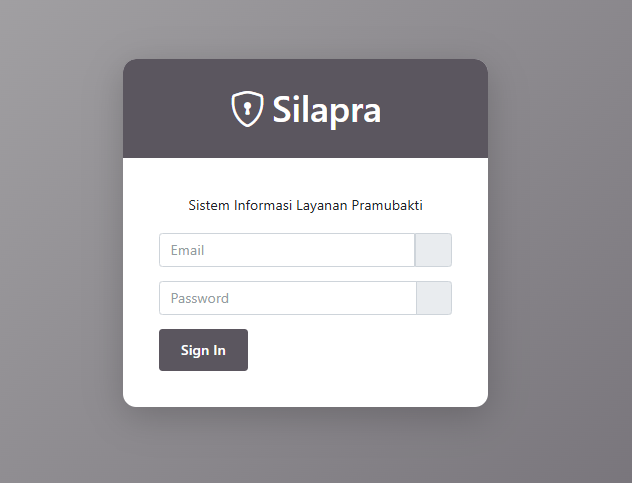 Silapra
Sistem Informasi Layanan Pramubakti
Email
Password
Sign In